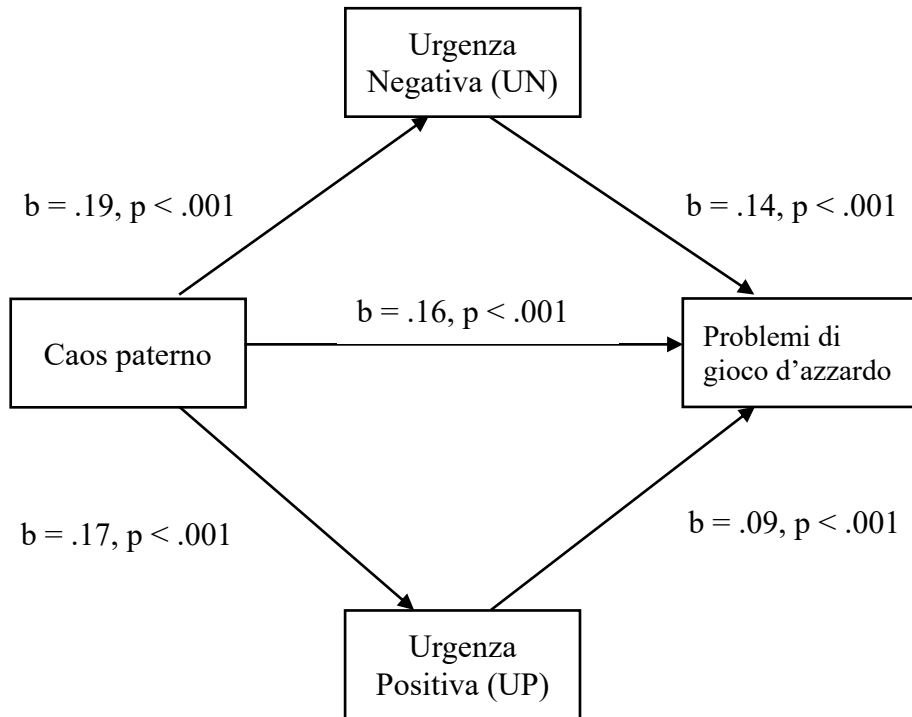 Urgenza
Negativa (UN)
b = .19, p < .001
b = .14, p < .001
b = .16, p < .001
Caos paterno
Problemi di
gioco d’azzardo
b = .17, p < .001
b = .09, p < .001
Urgenza
Positiva (UP)